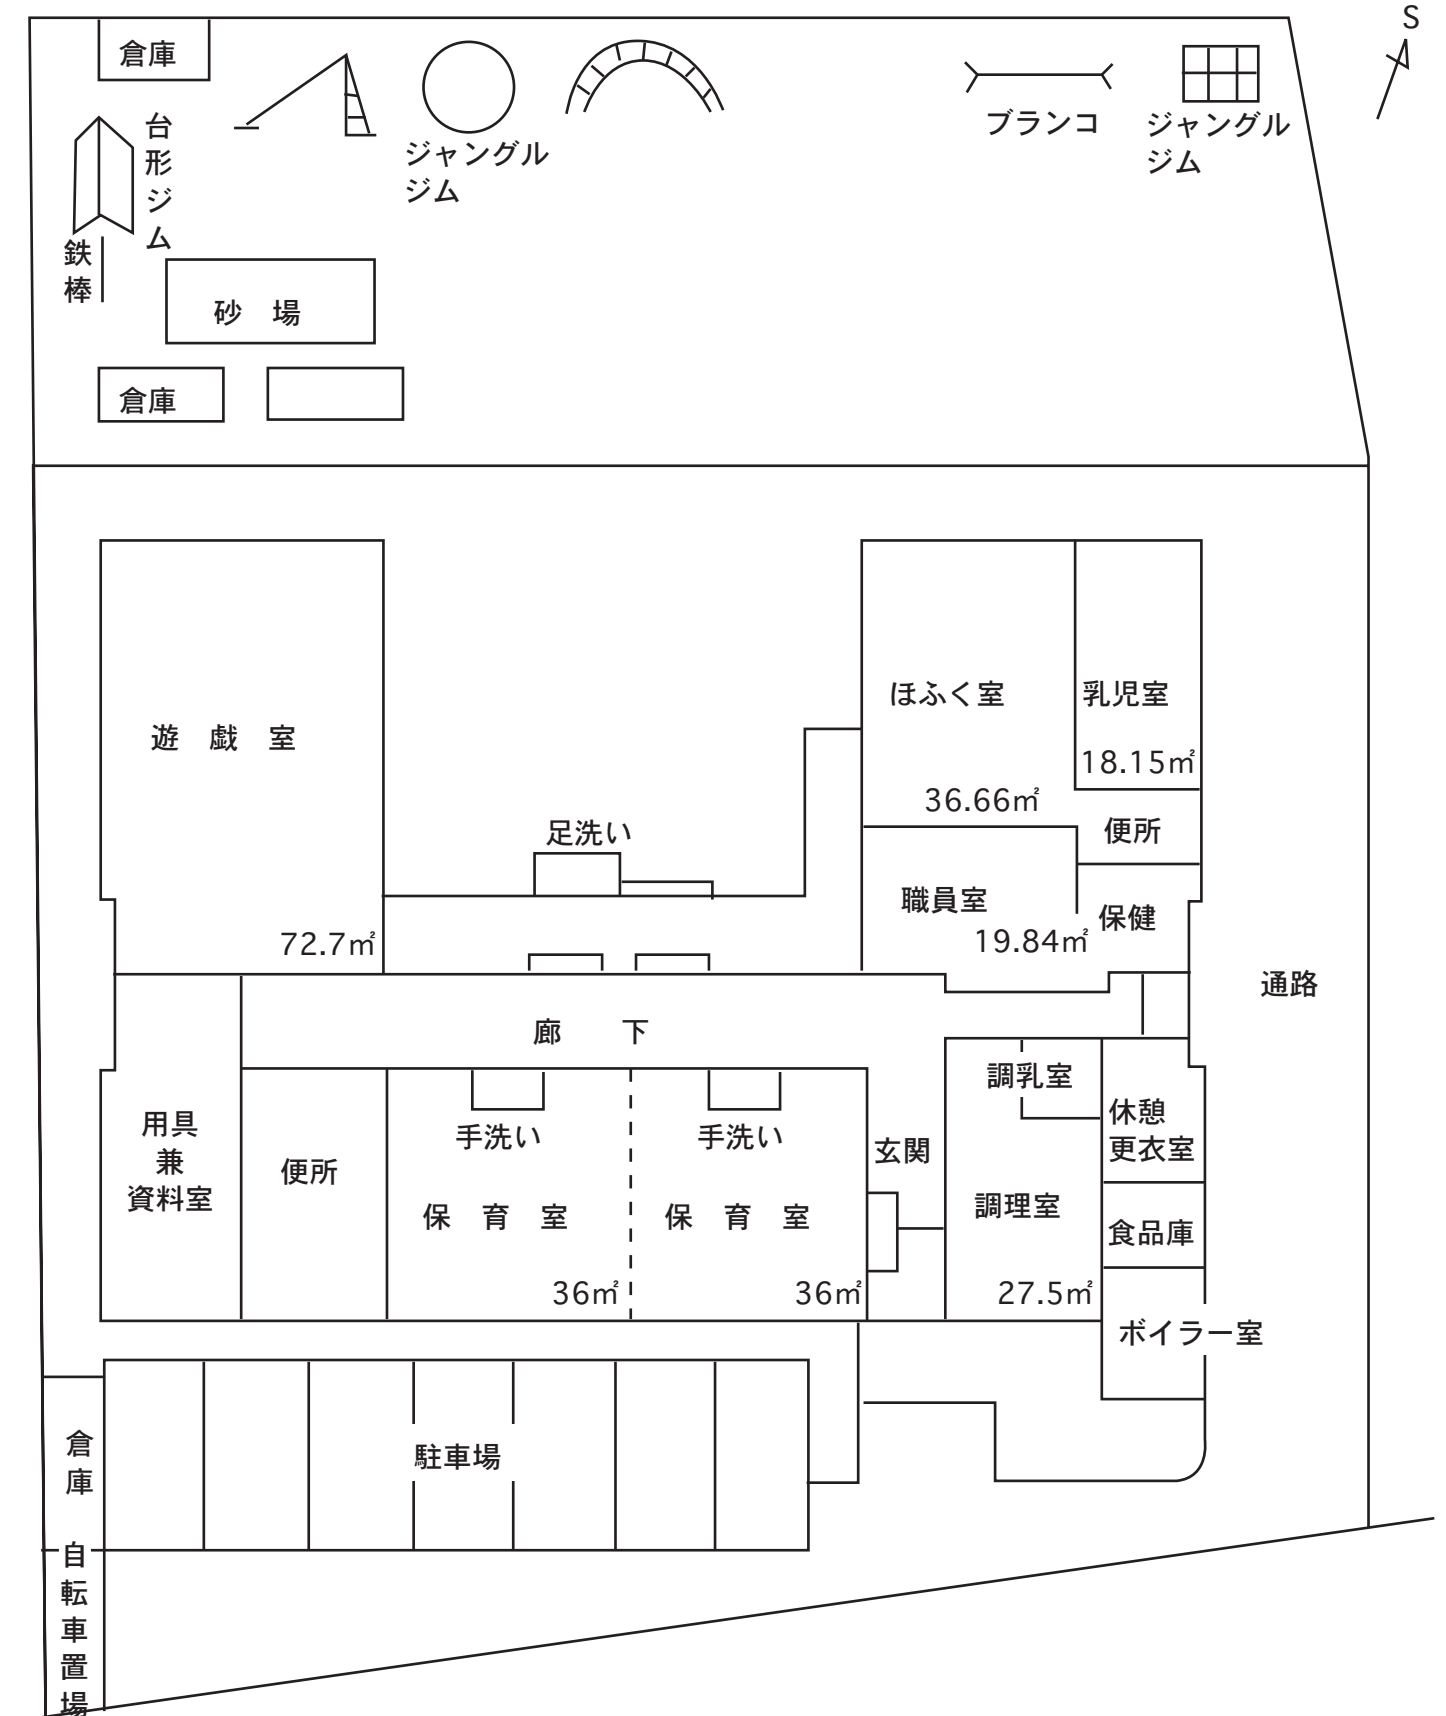 S
倉庫
台形ジム
鉄棒
ジャングル
ジム
ブランコ
ジャングル
ジム
砂　場
倉庫
遊　戯　室
72.7㎡
ほふく室
36.66㎡
乳児室
18.15㎡
便所
足洗い
職員室
19.84㎡
保健
通路
廊　　下
用具
兼
資料室
便所
手洗い
保　育　室
36㎡
手洗い
保　育　室
36㎡
玄関
調乳室
調理室
27.5㎡
休憩
更衣室
食品庫
ボイラー室
駐車場
倉庫
自転車置場